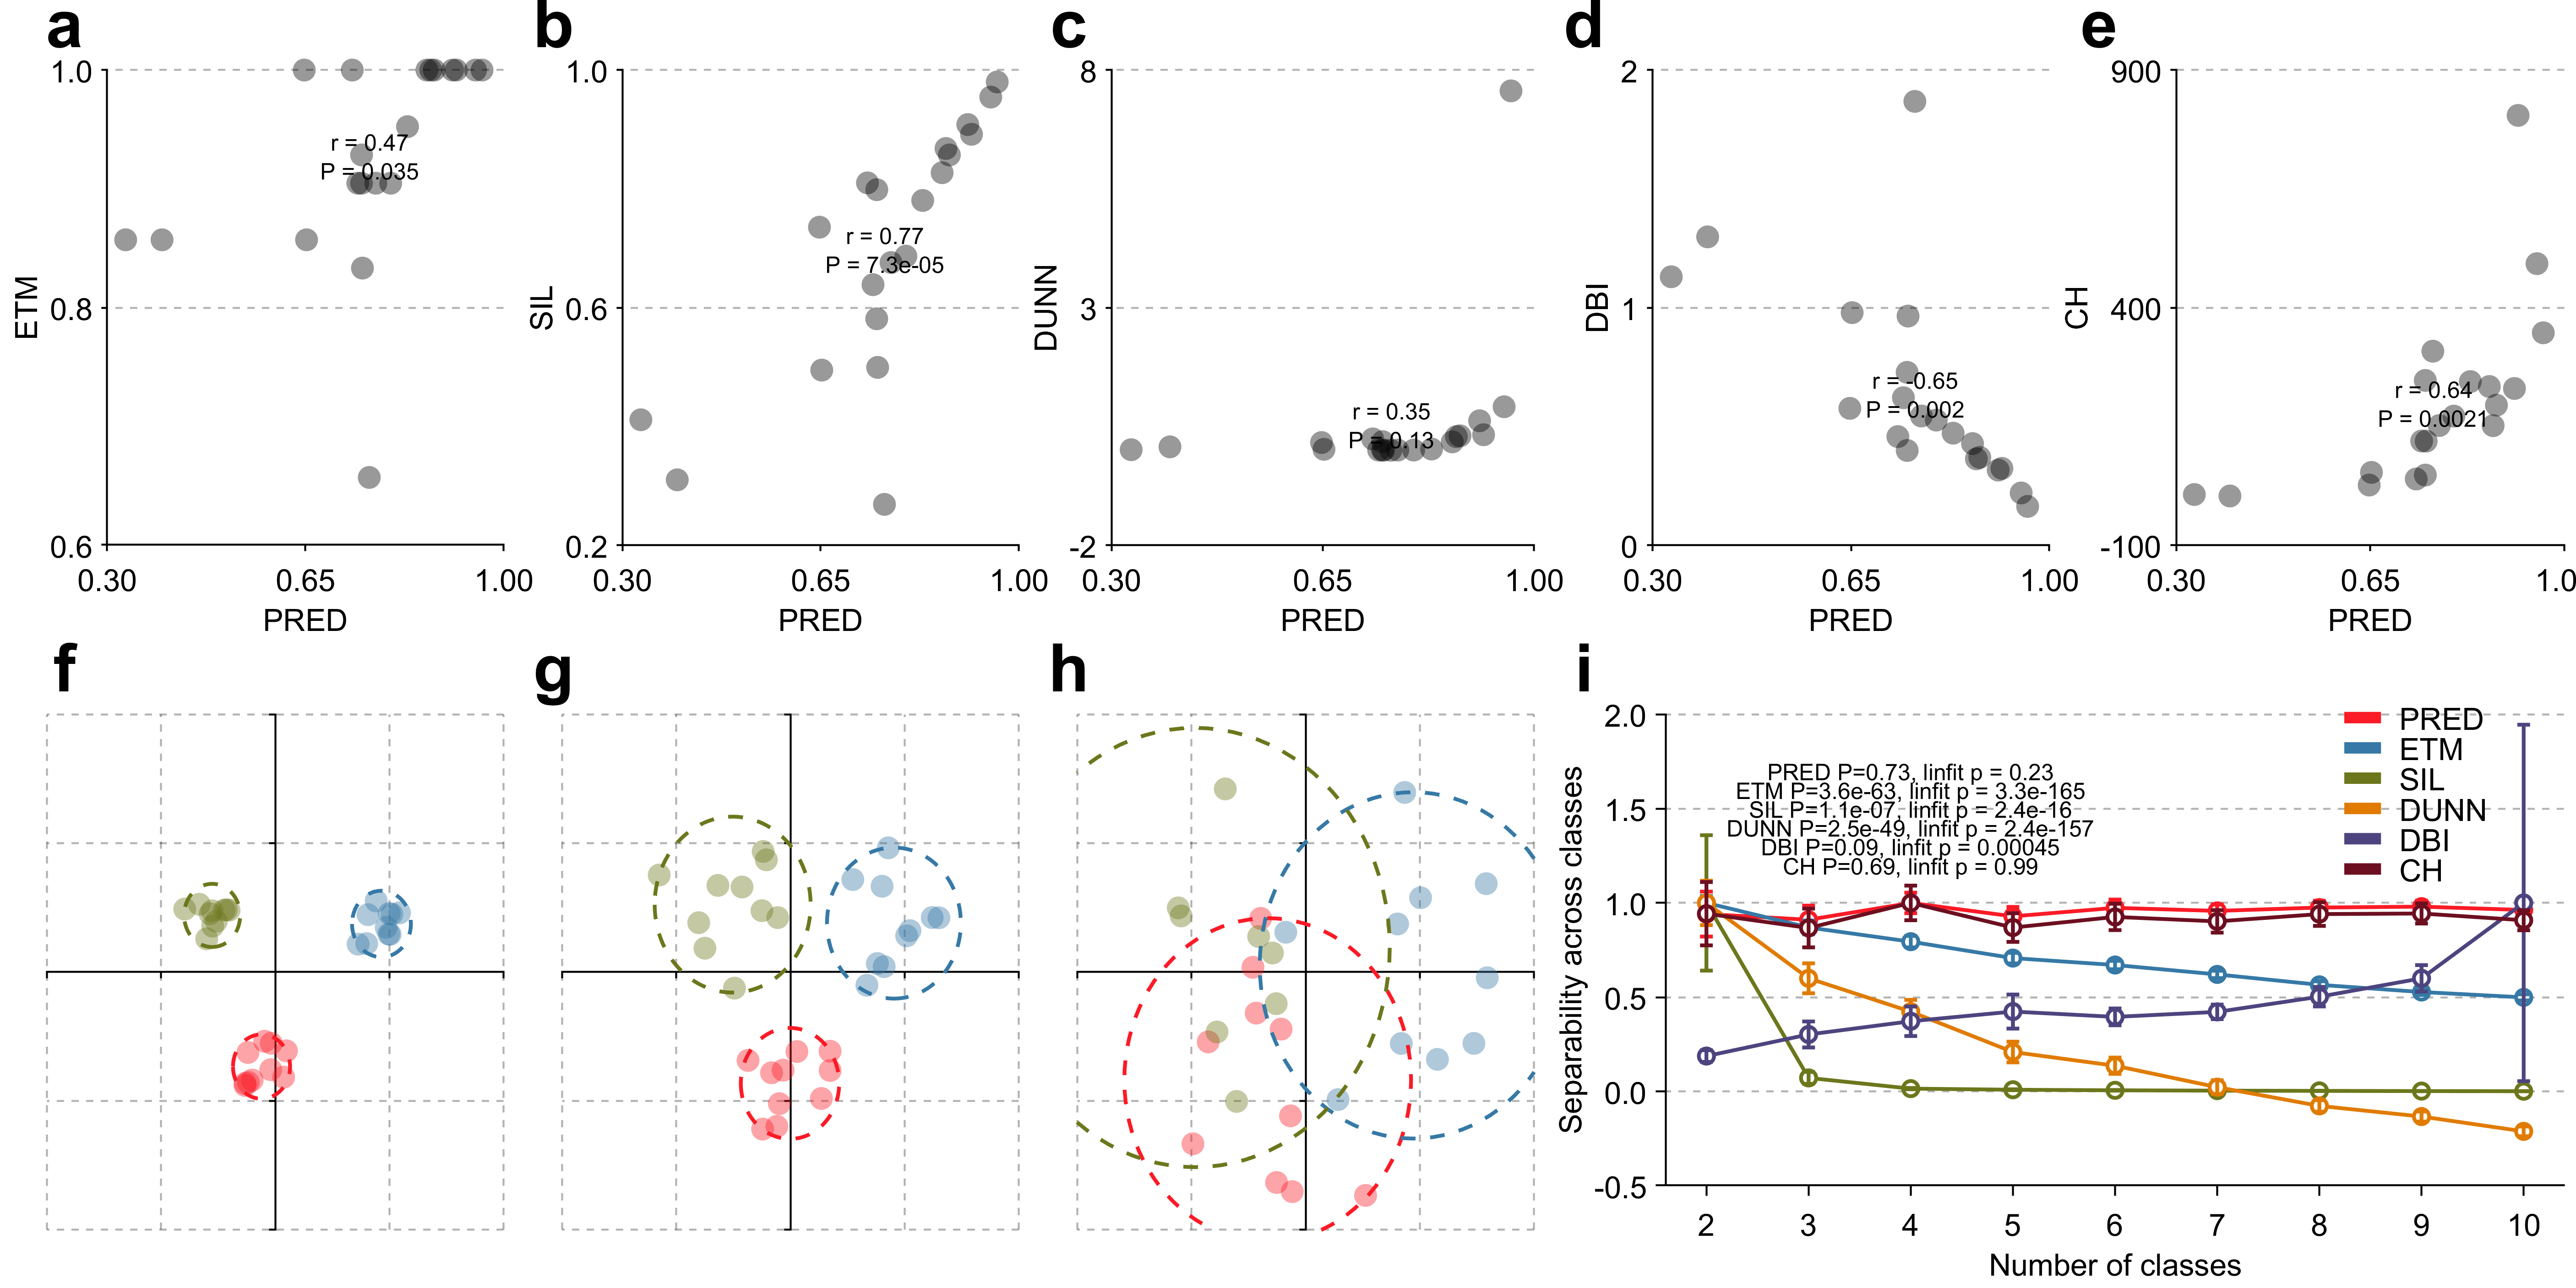 a
1.0
0.8
0.6
0.30
0.65
1.00
ETM
PRED
r = 0.47
P = 0.035
b
1.0
0.6
0.2
0.30
0.65
1.00
SIL
PRED
r = 0.77
P = 7.3e-05
c
8
3
-2
0.30
0.65
1.00
DUNN
PRED
r = 0.35
P = 0.13
d
2
1
0
0.30
0.65
1.00
DBI
PRED
r = -0.65
P = 0.002
e
900
400
-100
0.30
0.65
1.0
CH
PRED
r = 0.64
P = 0.0021
f
g
h
i
2.0
1.5
1.0
0.5
0.0
-0.5
Separability across classes
PRED P=0.73, linfit p = 0.23
ETM P=3.6e-63, linfit p = 3.3e-165
SIL P=1.1e-07, linfit p = 2.4e-16
DUNN P=2.5e-49, linfit p = 2.4e-157
DBI P=0.09, linfit p = 0.00045
CH P=0.69, linfit p = 0.99
PRED
ETM
SIL
DUNN
DBI
CH
2
3
4
5
6
7
8
9
10
Number of classes